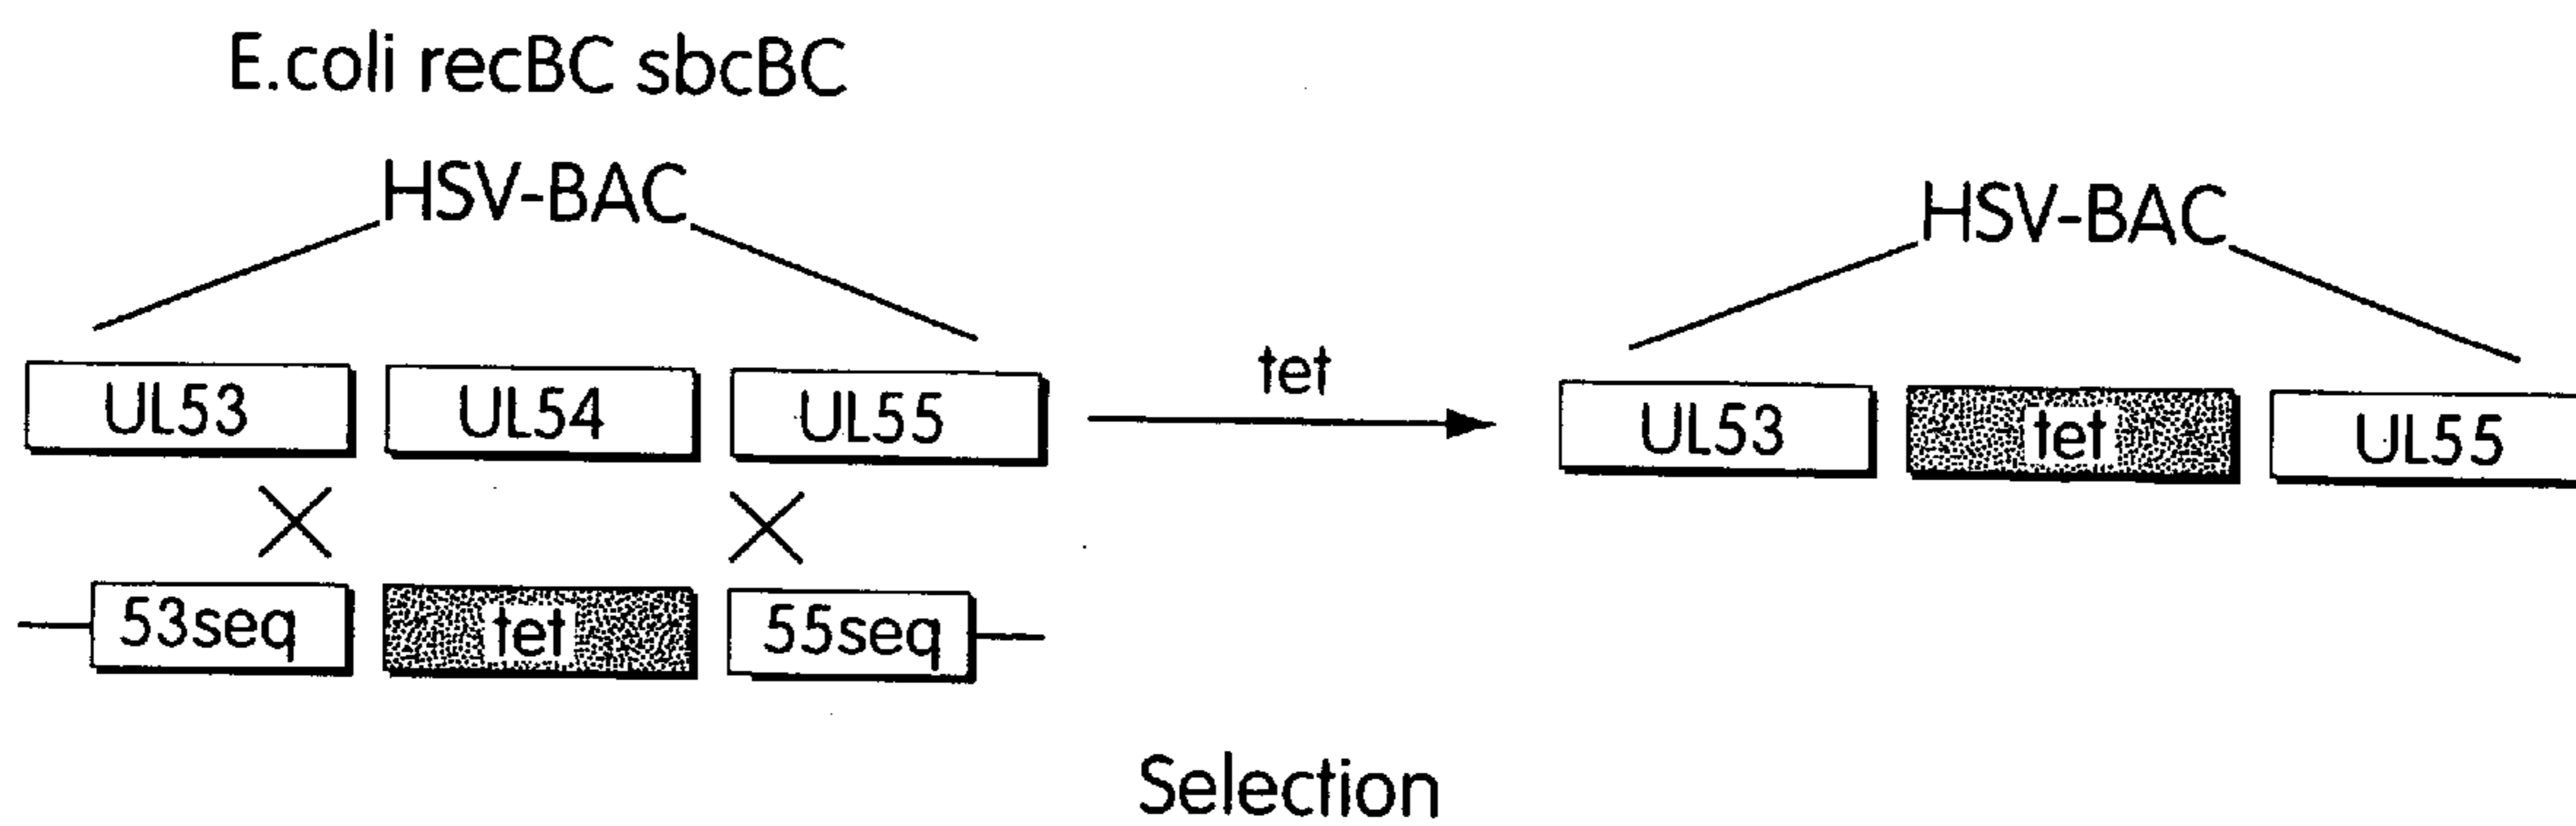 E.coli recBC sbcBC
HSV-BAC
HSV-BAC
UL53 UL54 UL55
tet
UL53 tet UL55
53seq tet 55seq
Selection